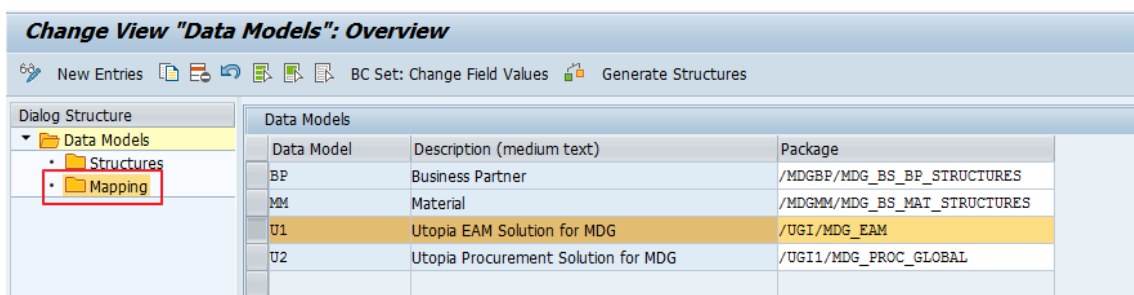 Change View "Data Models": Overview
New Entries BC Set: Change Field Values Generate Structures
Dialog Structure
Data Models
Structures
Mapping
Data Models
Data Model Description (medium text) Package
BP Business Partner /MDGBP/MDG_BS_BP_STRUCTURES
MM Material /MDGMM/MDG_BS_MAT_STRUCTURES
U1 Utopia EAM Solution for MDG /UGI/MDG_EAM
U2 Utopia Procurement Solution for MDG /UGI1/MDG_PROC_GLOBAL